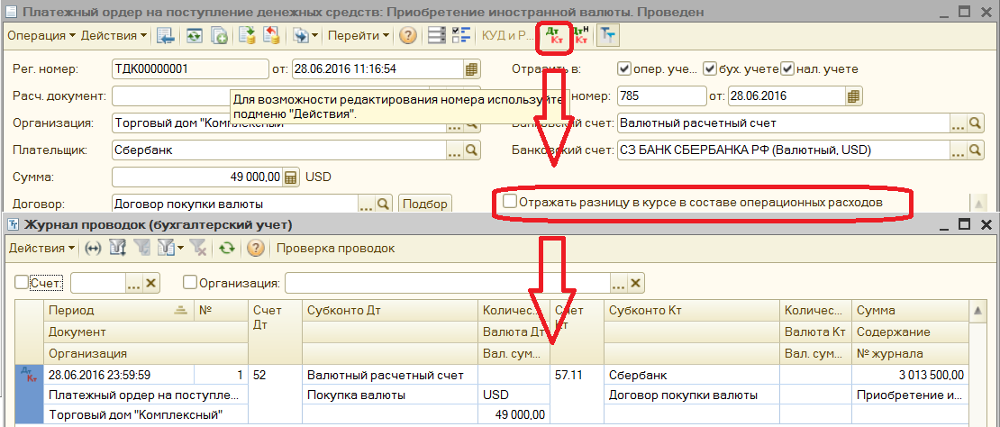 Платежный ордер на поступление денежных средств: Приобретение иностранной валюты. Проведен
Операция Действия Перейти КУД и Р...
Рег. номер: ТДК00000001 от: 28.06.2016 11:16:54 Отразить в: опер. уче... бух. учете нал. учете
Расч. документ: номер: 785 от: 28.06.2016
Для возможности редактирования номера используйте
подменю "Действия".
Организация: Торговый дом "Комплексный" Банковский счет: Валютный расчетный счет
Плательщик: Сбербанк Банковский счет: СЗ БАНК СБЕРБАНКА РФ (Валютный, USD)
Сумма: 49 000,00 USD
Договор: Договор покупки валюты Подбор Отражать разницу в курсе в составе операционных расходов
Журнал проводок (бухгалтерский учет)
Действия Проверка проводок
Счет: Организация:
Период № Счет Дт Субконто Дт Количес... Счет Кт Субконто Кт Количес... Сумма
Документ Валюта Дт Валюта Кт Содержание
Организация Вал. сум... Вал. сум... № журнала
28.06.2016 23:59:59 1 52 Валютный расчетный счет 57.11 Сбербанк 3 013 500,00
Платежный ордер на поступле... Покупка валюты USD Договор покупки валюты Приобретение и...
Торговый дом "Комплексный" 49 000,00